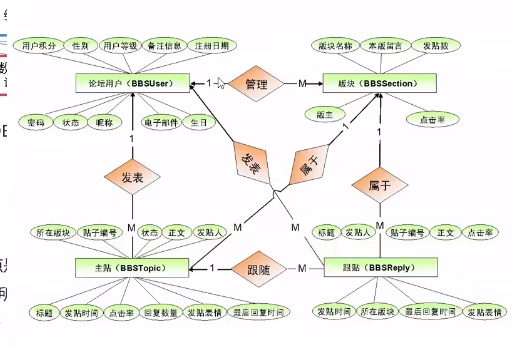 用户积分 性别 用户等级 备注信息 注册日期 版块名称 本版留言 发贴数
论坛用户（BBSUser） 1 管理 M 版块（BBSSection）
密码 状态 昵称 电子邮件 生日 版主 点击率
1 1 1
发表 发表 属于 属于
M M M M
所在版块 贴子编号 状态 正文 发贴人 标题 发贴人 贴子编号 正文 点击率
主贴（BBSTopic） 1 跟随 M 跟贴（BBSReply）
标题 发贴时间 点击率 回复数量 发贴表情 最后回复时间 发贴时间 所在版块 最后回复时间 发贴表情